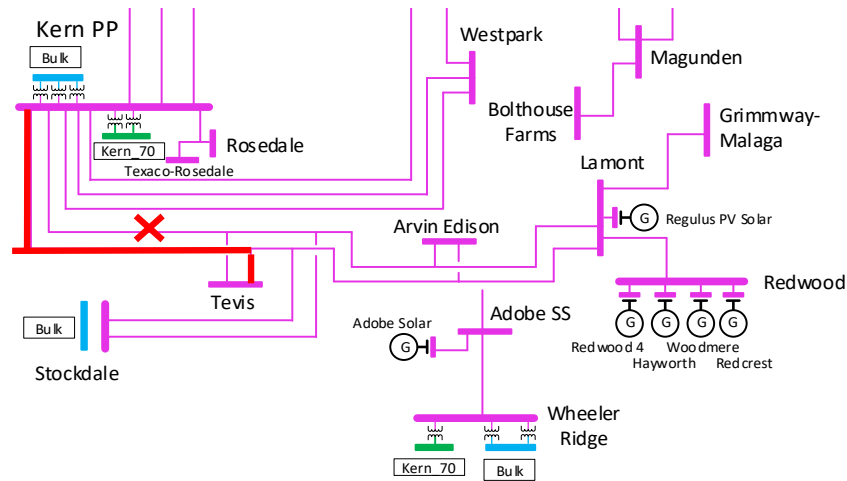 Kern PP
Bulk
Westpark
Magunden
Bolthouse
Farms
Grimmway-
Malaga
Kern_70
Rosedale
Texaco-Rosedale
Lamont
G
Regulus PV Solar
Arvin Edison
Tevis
Redwood
Adobe SS
Adobe Solar
G
G
G
G
G
Redwood 4
Woodmere
Hayworth
Redcrest
Bulk
Stockdale
Wheeler
Ridge
Kern_70
Bulk